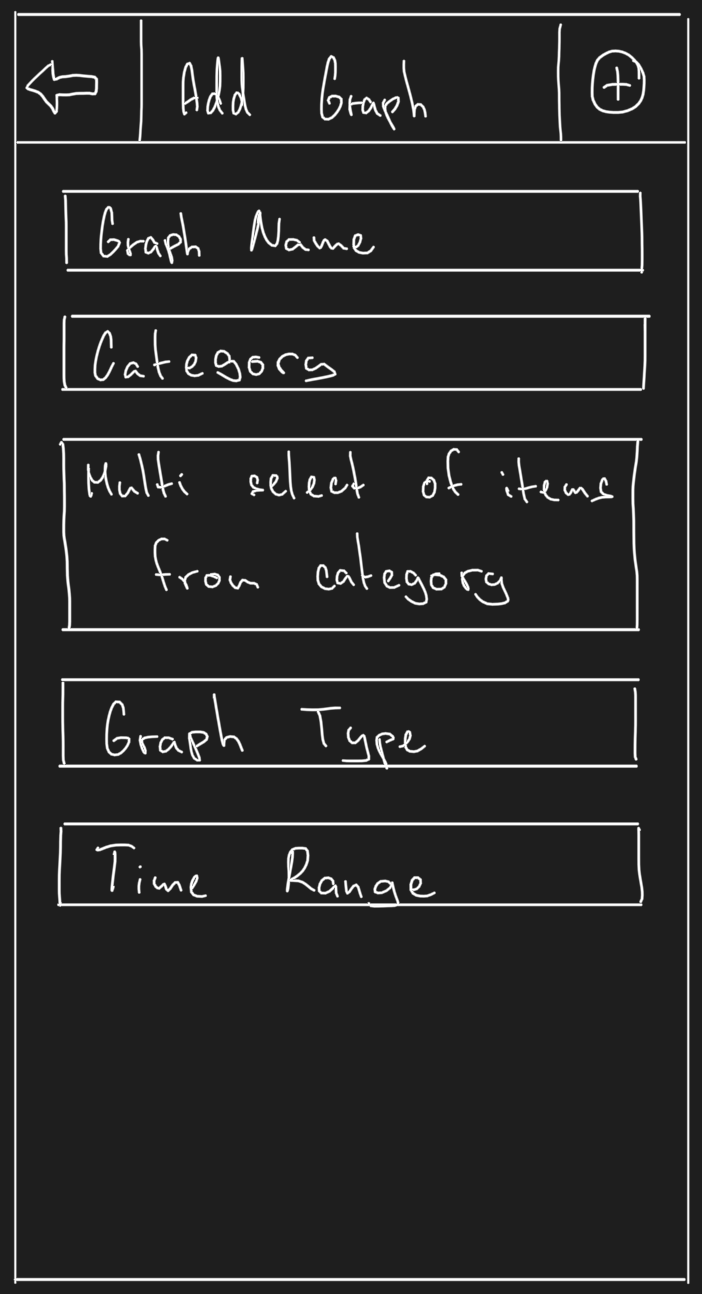 Add Graph
Graph Name
Category
Multi select of items
from category
Graph Type
Time Range